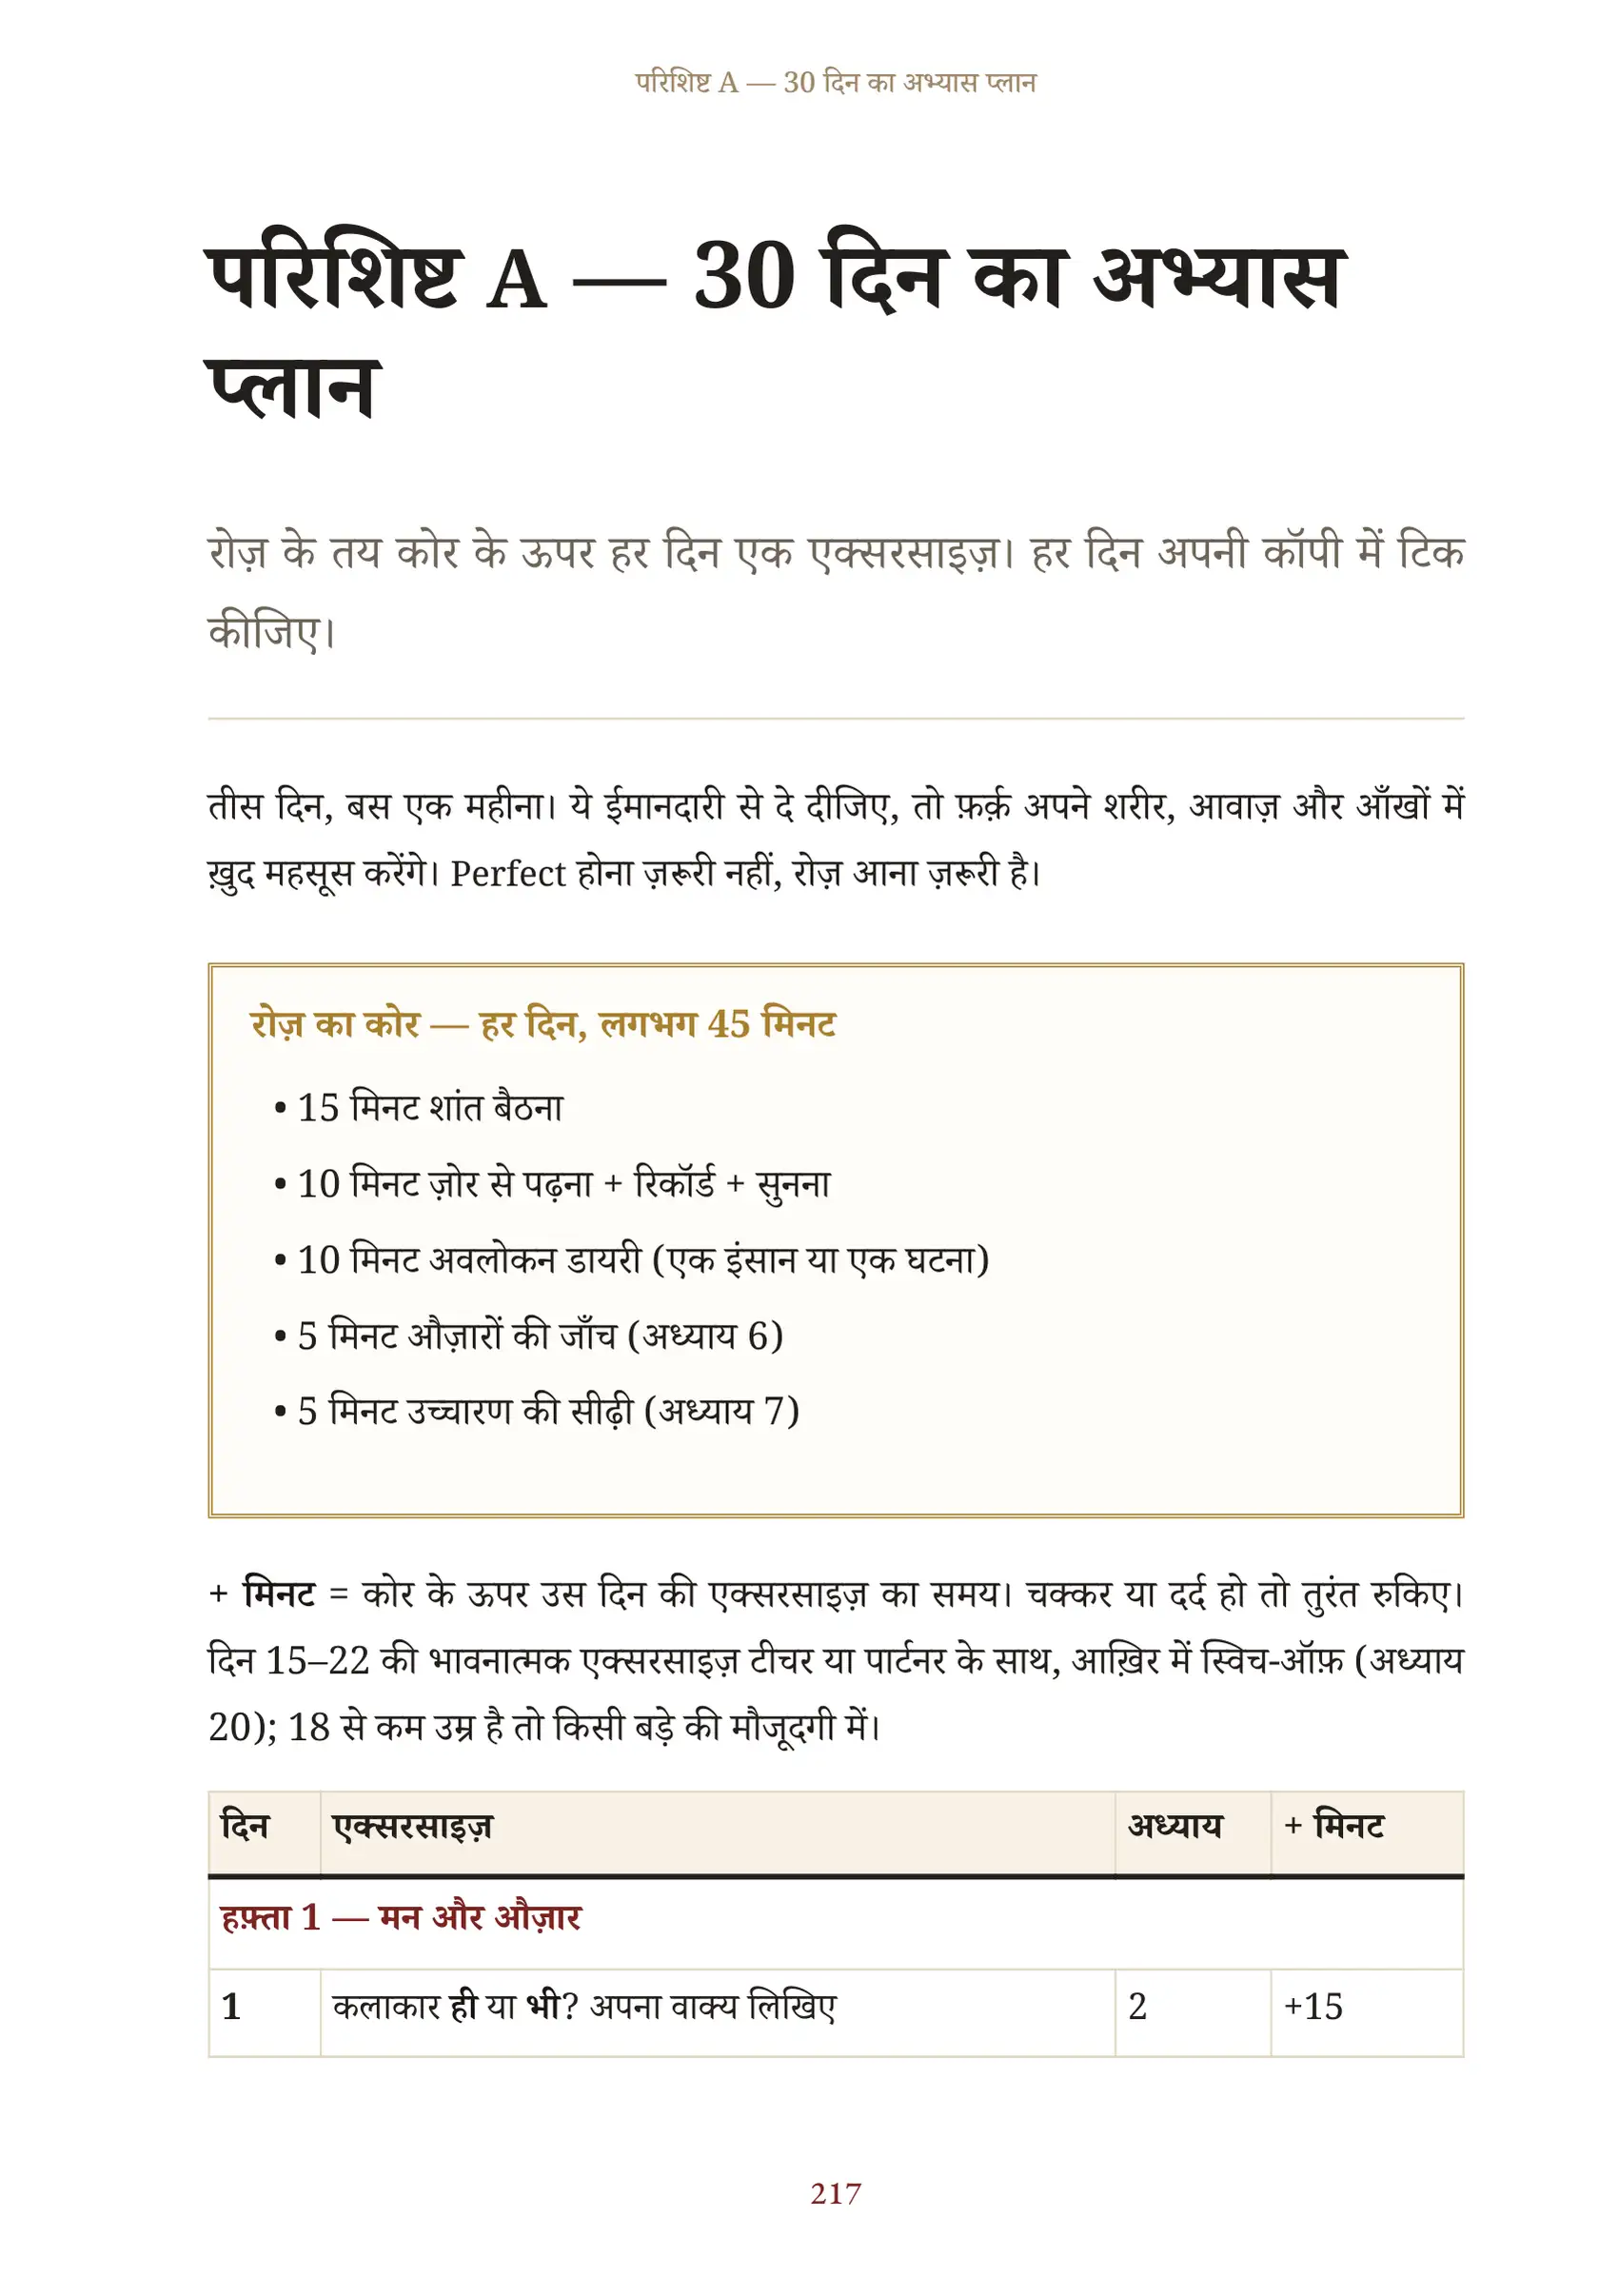 परिशिष्ट A — 30 दिन का अभ्यास प्लान
परिशिष्ट A — 30 दिन का अभ्यास
प्लान
रोज़ के तय कोर के ऊपर हर दिन एक एक्सरसाइज़। हर दिन अपनी कॉपी में टिक
कीजिए।
तीस दिन, बस एक महीना। ये ईमानदारी से दे दीजिए, तो फ़र्क़ अपने शरीर, आवाज़ और आँखों में
ख़ुद महसूस करेंगे। Perfect होना ज़रूरी नहीं, रोज़ आना ज़रूरी है।
रोज़ का कोर — हर दिन, लगभग 45 मिनट
• 15 मिनट शांत बैठना
• 10 मिनट ज़ोर से पढ़ना + रिकॉर्ड + सुनना
• 10 मिनट अवलोकन डायरी (एक इंसान या एक घटना)
• 5 मिनट औज़ारों की जाँच (अध्याय 6)
• 5 मिनट उच्चारण की सीढ़ी (अध्याय 7)
+ मिनट = कोर के ऊपर उस दिन की एक्सरसाइज़ का समय। चक्कर या दर्द हो तो तुरंत रुकिए।
दिन 15–22 की भावनात्मक एक्सरसाइज़ टीचर या पार्टनर के साथ, आख़िर में स्विच-ऑफ़ (अध्याय
20); 18 से कम उम्र है तो किसी बड़े की मौजूदगी में।
दिन एक्सरसाइज़ अध्याय + मिनट
हफ़्ता 1 — मन और औज़ार
1 कलाकार ही या भी? अपना वाक्य लिखिए 2 +15
217